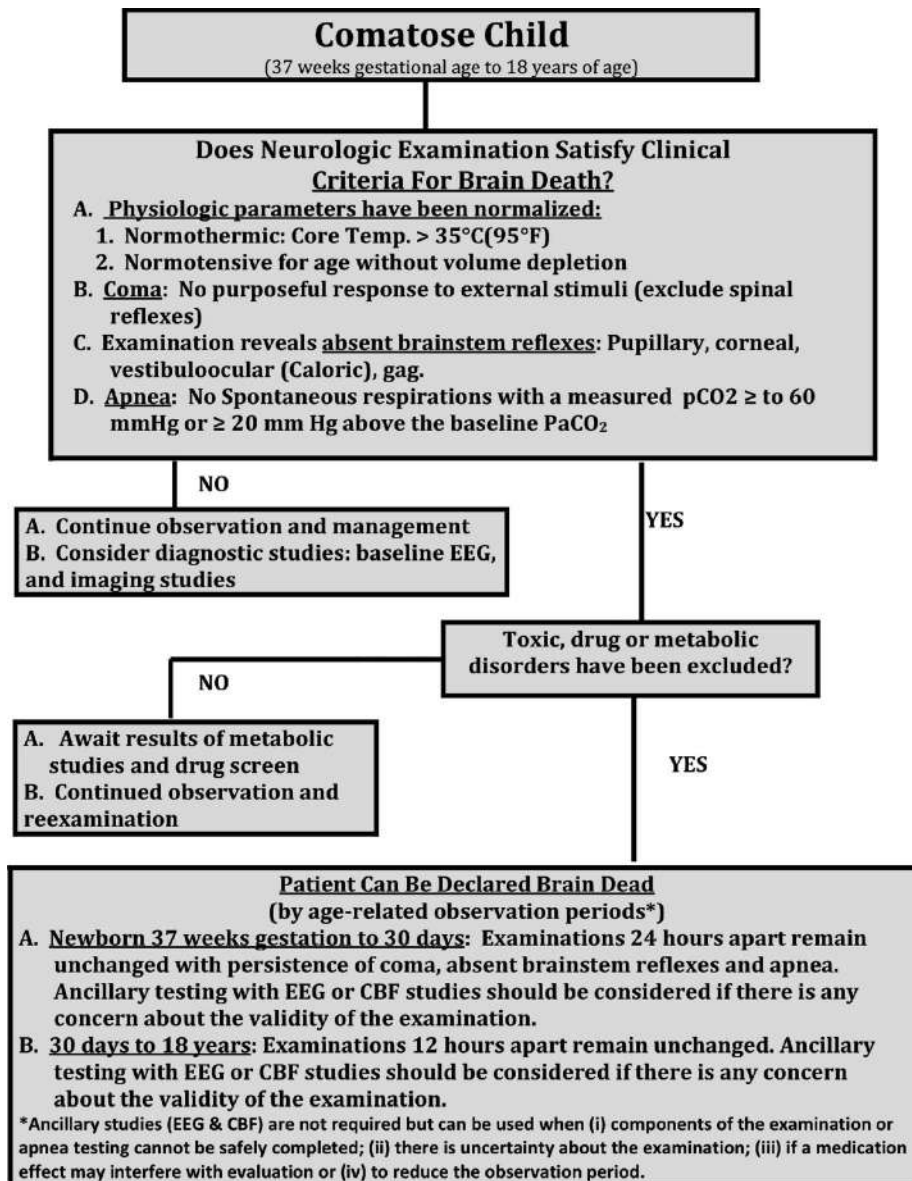 Comatose Child
(37 weeks gestational age to 18 years of age)
Does Neurologic Examination Satisfy Clinical
Criteria For Brain Death?
A. Physiologic parameters have been normalized:
1. Normothermic: Core Temp. > 35°C(95°F)
2. Normotensive for age without volume depletion
B. Coma: No purposeful response to external stimuli (exclude spinal
reflexes)
C. Examination reveals absent brainstem reflexes: Pupillary, corneal,
vestibuloocular (Caloric), gag.
D. Apnea: No Spontaneous respirations with a measured pCO2 ≥ to 60
mmHg or ≥ 20 mm Hg above the baseline PaCO₂
NO
YES
A. Continue observation and management
B. Consider diagnostic studies: baseline EEG,
and imaging studies
Toxic, drug or metabolic
disorders have been excluded?
NO
YES
A. Await results of metabolic
studies and drug screen
B. Continued observation and
reexamination
Patient Can Be Declared Brain Dead
(by age-related observation periods*)
A. Newborn 37 weeks gestation to 30 days: Examinations 24 hours apart remain
unchanged with persistence of coma, absent brainstem reflexes and apnea.
Ancillary testing with EEG or CBF studies should be considered if there is any
concern about the validity of the examination.
B. 30 days to 18 years: Examinations 12 hours apart remain unchanged. Ancillary
testing with EEG or CBF studies should be considered if there is any concern
about the validity of the examination.
*Ancillary studies (EEG & CBF) are not required but can be used when (i) components of the examination or
apnea testing cannot be safely completed; (ii) there is uncertainty about the examination; (iii) if a medication
effect may interfere with evaluation or (iv) to reduce the observation period.